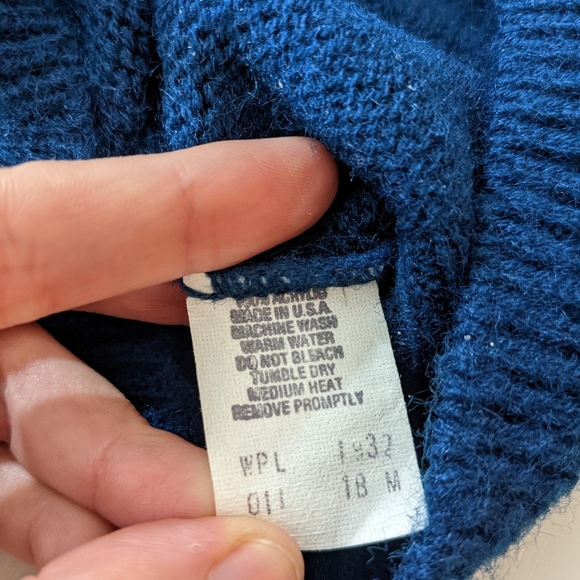 100% ACRYLIC
MADE IN U.S.A.
MACHINE WASH
WARM WATER
DO NOT BLEACH
TUMBLE DRY
MEDIUM HEAT
REMOVE PROMPTLY
WPL 1932
011 18 M